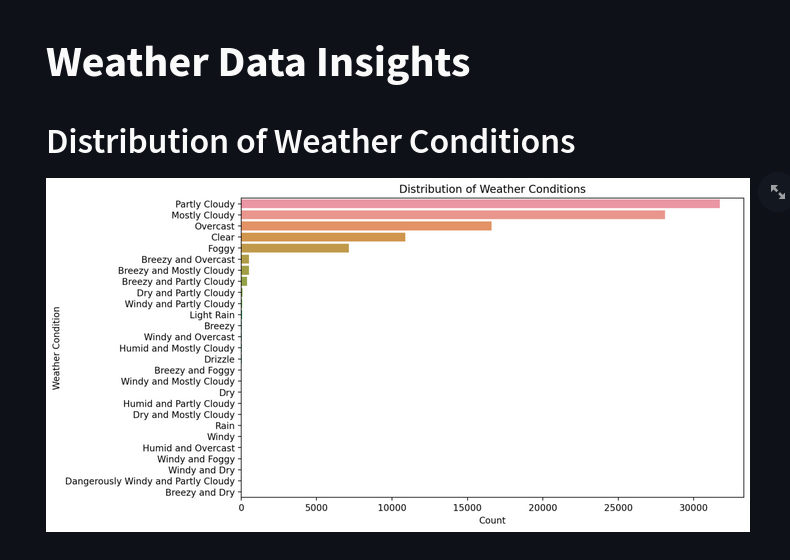 Weather Data Insights
Distribution of Weather Conditions
Distribution of Weather Conditions
Weather Condition
Partly Cloudy
Mostly Cloudy
Overcast
Clear
Foggy
Breezy and Overcast
Breezy and Mostly Cloudy
Breezy and Partly Cloudy
Dry and Partly Cloudy
Windy and Partly Cloudy
Light Rain
Breezy
Windy and Overcast
Humid and Mostly Cloudy
Drizzle
Breezy and Foggy
Windy and Mostly Cloudy
Dry
Humid and Partly Cloudy
Dry and Mostly Cloudy
Rain
Windy
Humid and Overcast
Windy and Foggy
Windy and Dry
Dangerously Windy and Partly Cloudy
Breezy and Dry
0 5000 10000 15000 20000 25000 30000
Count